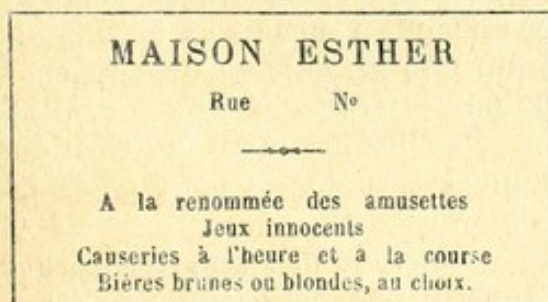 MAISON ESTHER
Rue No
A la renommée des amusettes
Jeux innocents
Causeries à l'heure et a la course
Bières brunes ou blondes, au choix.